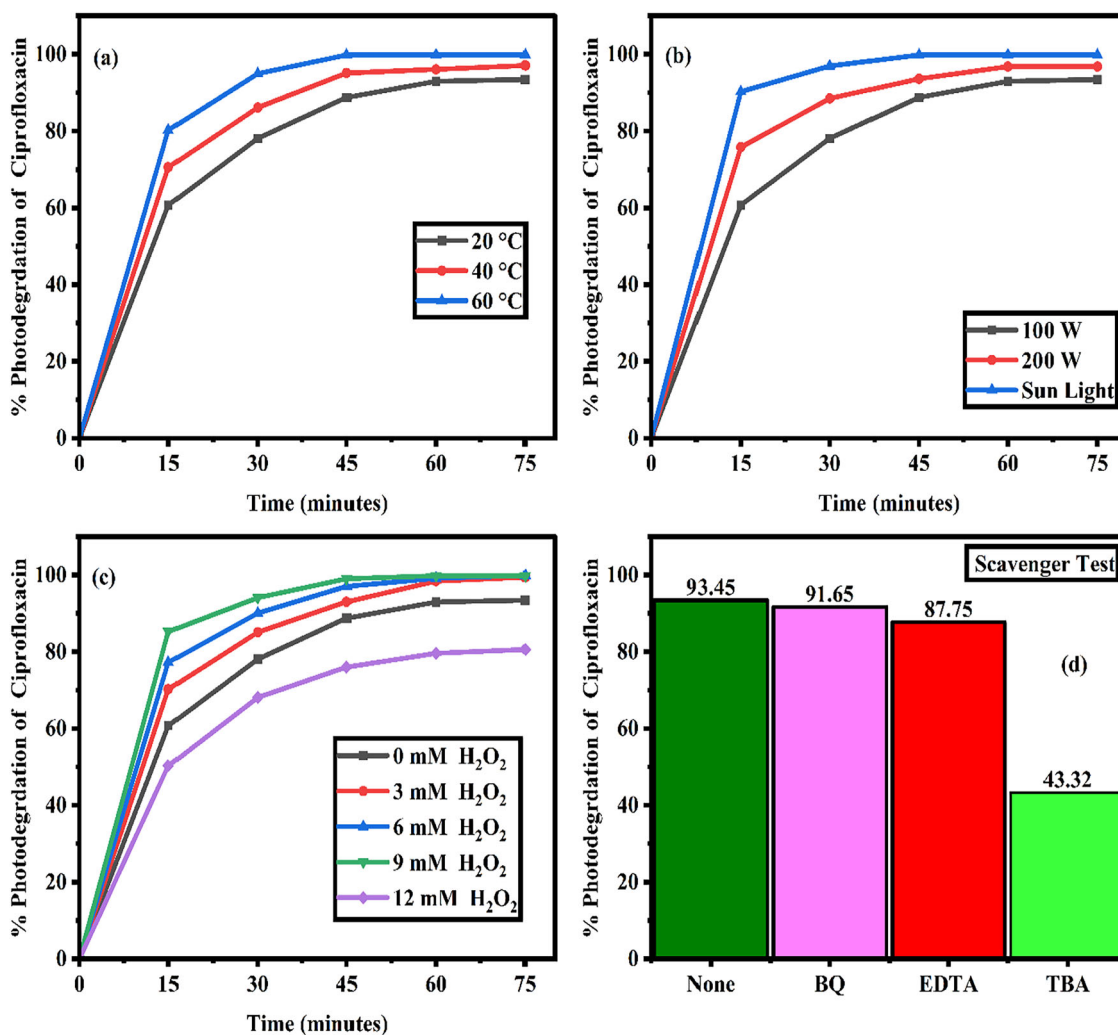 (a)
% Photodegrdation of Ciprofloxacin
100
80
60
40
20
0
20 °C
40 °C
60 °C
0 15 30 45 60 75
Time (minutes)
(b)
% Photodegrdation of Ciprofloxacin
100
80
60
40
20
0
100 W
200 W
Sun Light
0 15 30 45 60 75
Time (minutes)
(c)
% Photodegrdation of Ciprofloxacin
100
80
60
40
20
0
0 mM H₂O₂
3 mM H₂O₂
6 mM H₂O₂
9 mM H₂O₂
12 mM H₂O₂
0 15 30 45 60 75
Time (minutes)
Scavenger Test
(d)
% Photodegrdation of Ciprofloxacin
100
80
60
40
20
0
93.45 91.65 87.75 43.32
None BQ EDTA TBA